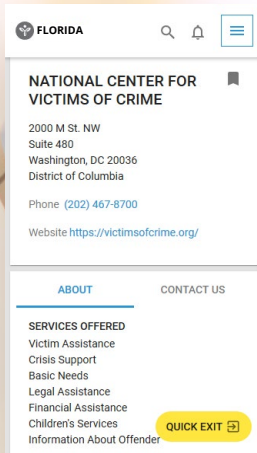 FLORIDA
NATIONAL CENTER FOR
VICTIMS OF CRIME
2000 M St. NW
Suite 480
Washington, DC 20036
District of Columbia
Phone (202) 467-8700
Website https://victimsofcrime.org/
ABOUT CONTACT US
SERVICES OFFERED
Victim Assistance
Crisis Support
Basic Needs
Legal Assistance
Financial Assistance
Children's Services
QUICK EXIT
Information About Offender